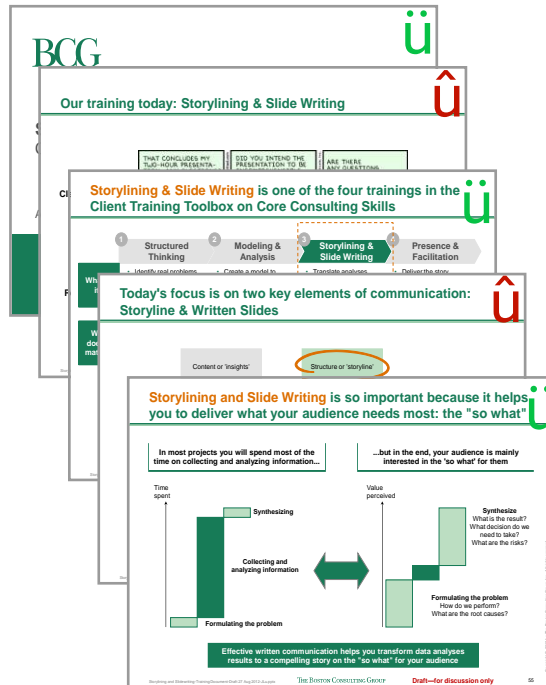 BCG
ü
Our training today: Storylining & Slide Writing
û
THAT CONCLUDES MY
TWO-HOUR PRESENTA-
DID YOU INTEND THE
PRESENTATION TO BE
ARE THERE
ANY QUESTIONS
Storylining & Slide Writing is one of the four trainings in the
Client Training Toolbox on Core Consulting Skills
ü
1
Structured
Thinking
2
Modeling &
Analysis
3
Storylining &
Slide Writing
4
Presence &
Facilitation
• Identify real problems
• Create a model to
• Translate analyses
• Deliver the story
Today's focus is on two key elements of communication:
Storyline & Written Slides
û
Content or 'insights'
Structure or 'storyline'
Storylining and Slide Writing is so important because it helps
you to deliver what your audience needs most: the "so what"
ü
In most projects you will spend most of the
time on collecting and analyzing information...
...but in the end, your audience is mainly
interested in the 'so what' for them
Time
spent
Synthesizing
Collecting and
analyzing information
Formulating the problem
Value
perceived
Synthesize
What is the result?
What decision do we
need to take?
What are the risks?
Formulating the problem
How do we perform?
What are the root causes?
Effective written communication helps you transform data analyses
results to a compelling story on the "so what" for your audience
THE BOSTON CONSULTING GROUP
Draft—for discussion only
55